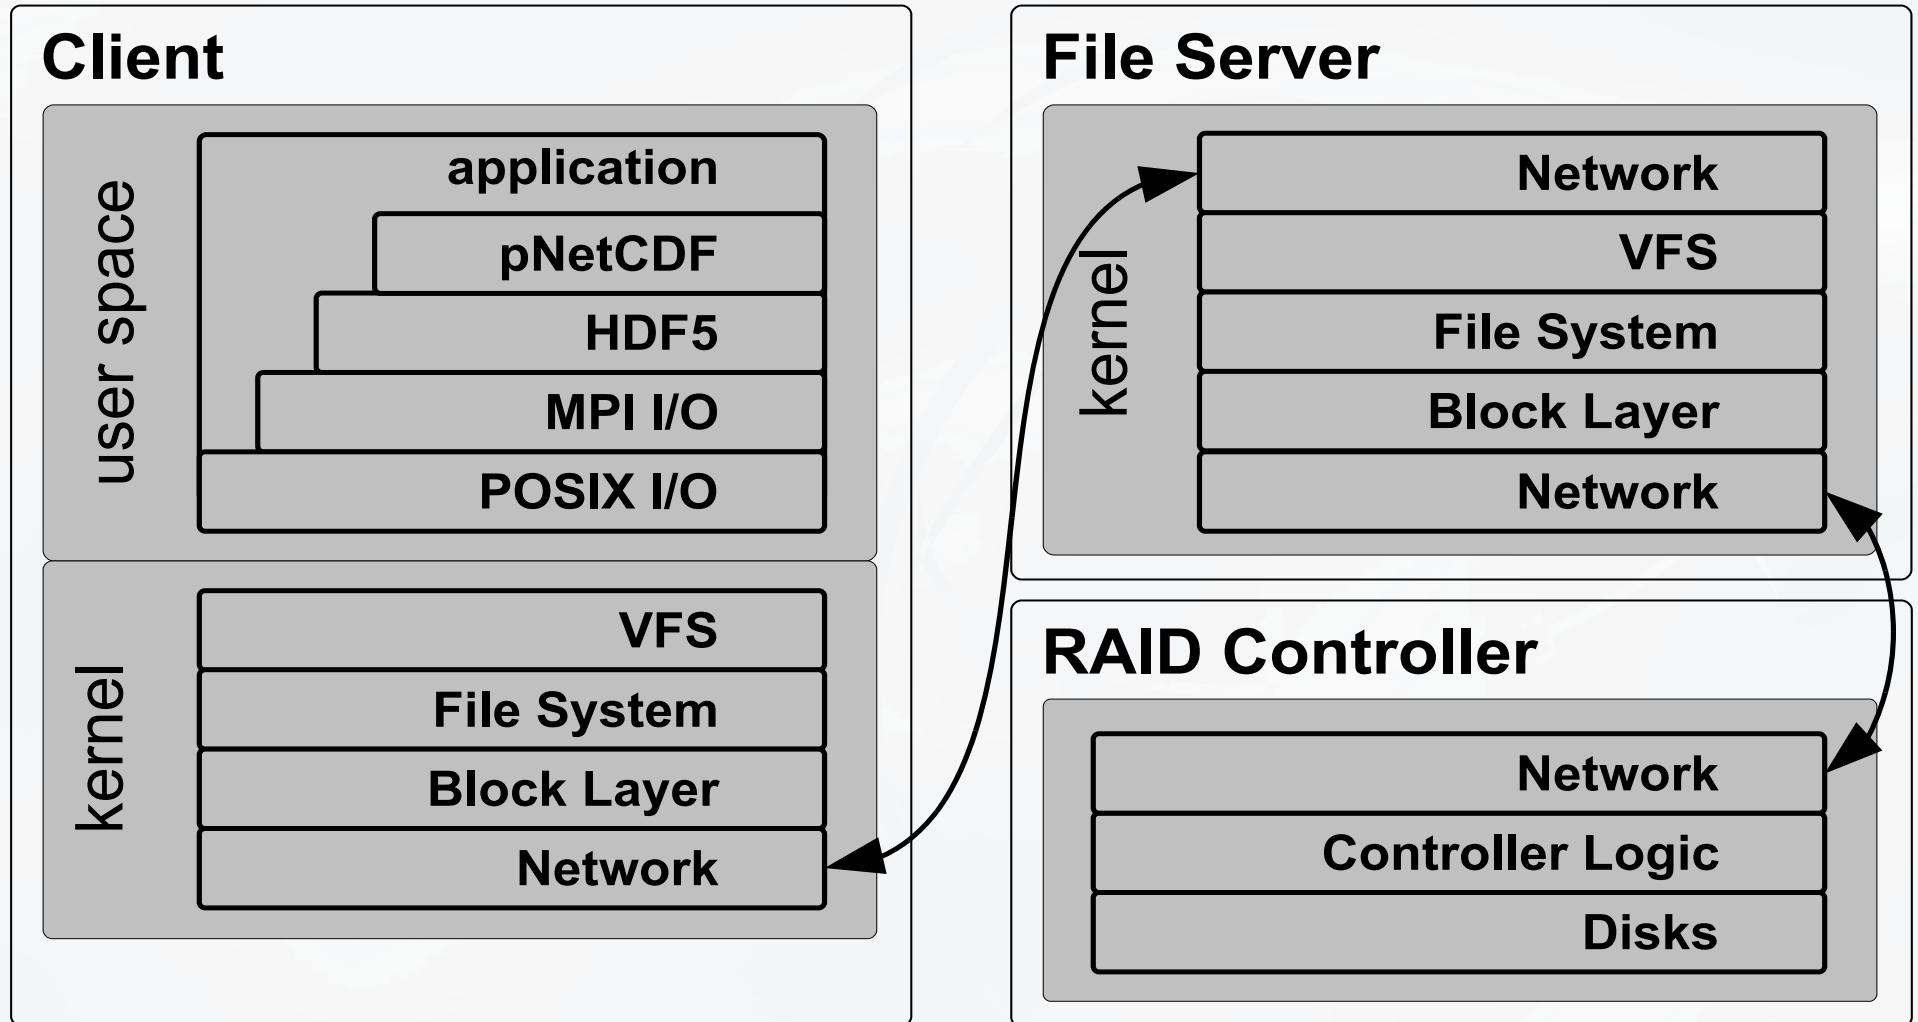 Client
user space
application
pNetCDF
HDF5
MPI I/O
POSIX I/O
kernel
VFS
File System
Block Layer
Network
File Server
kernel
Network
VFS
File System
Block Layer
Network
RAID Controller
Network
Controller Logic
Disks